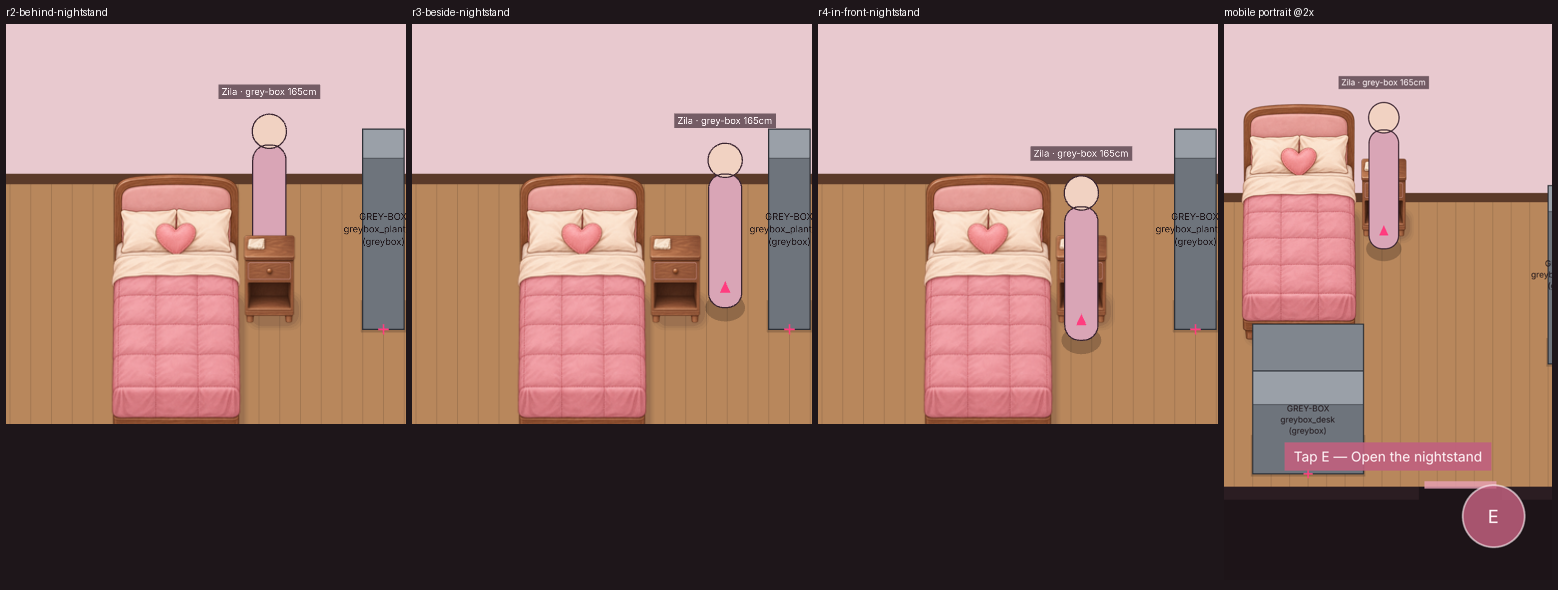 r2-behind-nightstand
Zila · grey-box 165cm
GREY-BOX
greybox_plant
(greybox)
r3-beside-nightstand
Zila · grey-box 165cm
GREY-BOX
greybox_plant
(greybox)
r4-in-front-nightstand
Zila · grey-box 165cm
GREY-BOX
greybox_plant
(greybox)
mobile portrait @2x
Zila · grey-box 165cm
GREY-BOX
greybox_desk
(greybox)
Tap E — Open the nightstand
E